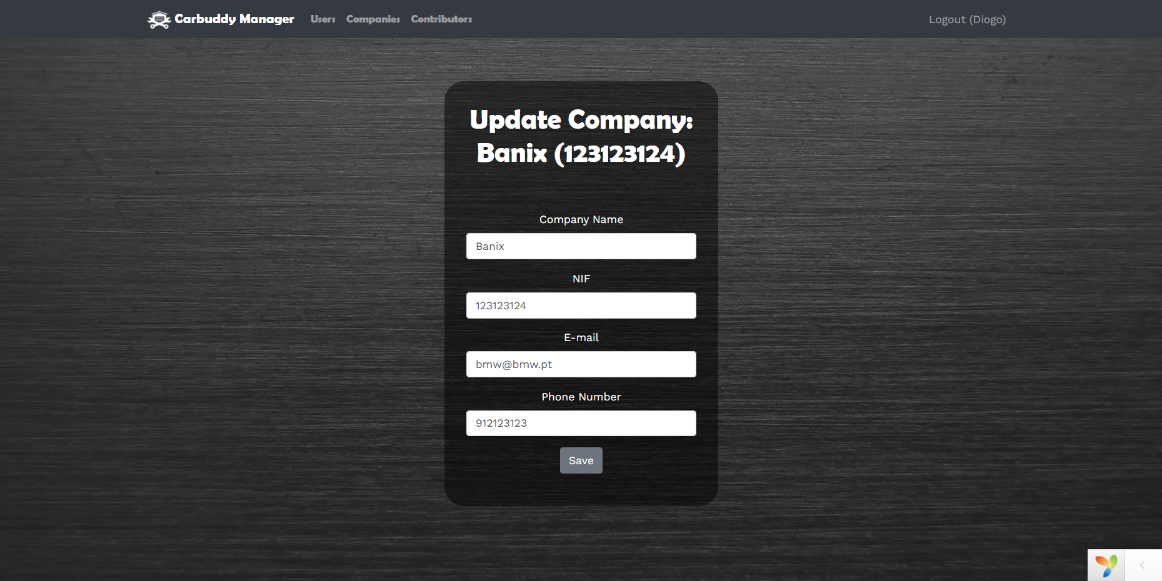 Carbuddy Manager Users Companies Contributors Logout (Diogo)
Update Company:
Banix (123123124)
Company Name
Banix
NIF
123123124
E-mail
bmw@bmw.pt
Phone Number
912123123
Save